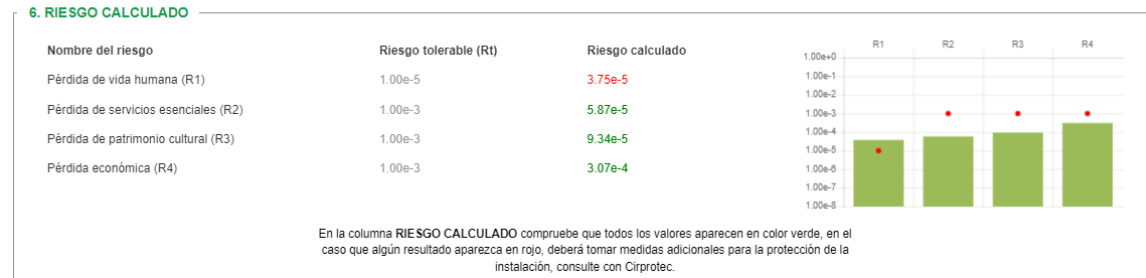 6. RIESGO CALCULADO
Nombre del riesgo Riesgo tolerable (Rt) Riesgo calculado
Pérdida de vida humana (R1) 1.00e-5 3.75e-5
Pérdida de servicios esenciales (R2) 1.00e-3 5.87e-5
Pérdida de patrimonio cultural (R3) 1.00e-3 9.34e-5
Pérdida económica (R4) 1.00e-3 3.07e-4
R1 R2 R3 R4
1.00e+0
1.00e-1
1.00e-2
1.00e-3
1.00e-4
1.00e-5
1.00e-6
1.00e-7
1.00e-8
En la columna RIESGO CALCULADO compruebe que todos los valores aparecen en color verde, en el
caso que algún resultado aparezca en rojo, deberá tomar medidas adicionales para la protección de la
instalación, consulte con Cirprotec.